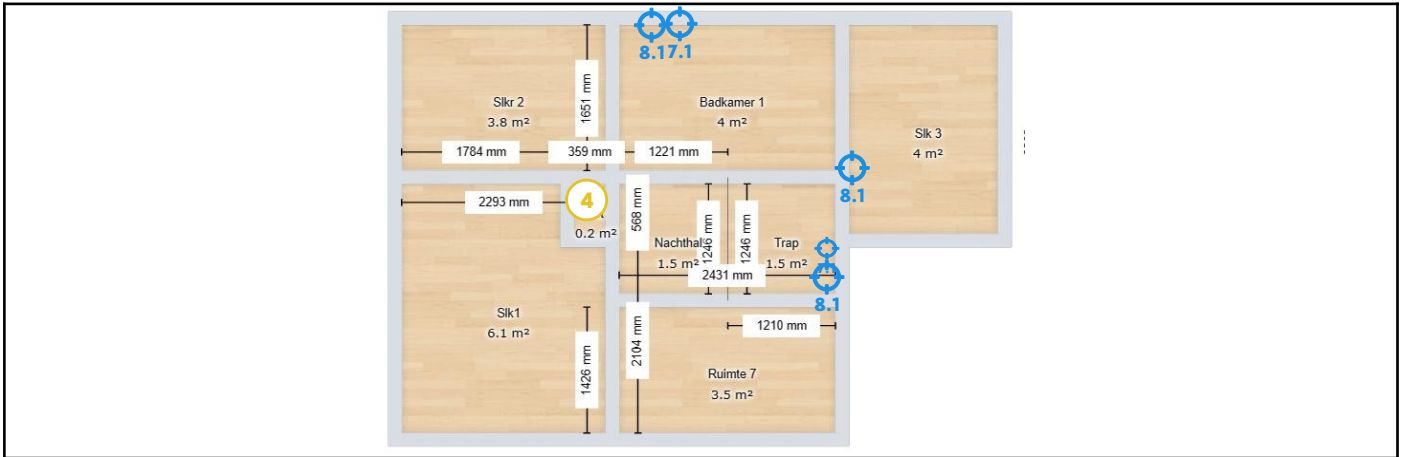 8.1
7.1
Slkr 2
3.8 m²
1651 mm
Badkamer 1
4 m²
Slk 3
4 m²
1784 mm
359 mm
1221 mm
8.1
2293 mm
4
0.2 m²
568 mm
Nachthal
1.5 m²
1246 mm
1246 mm
Trap
1.5 m²
2431 mm
8.1
Slk1
6.1 m²
1426 mm
2104 mm
1210 mm
Ruimte 7
3.5 m²